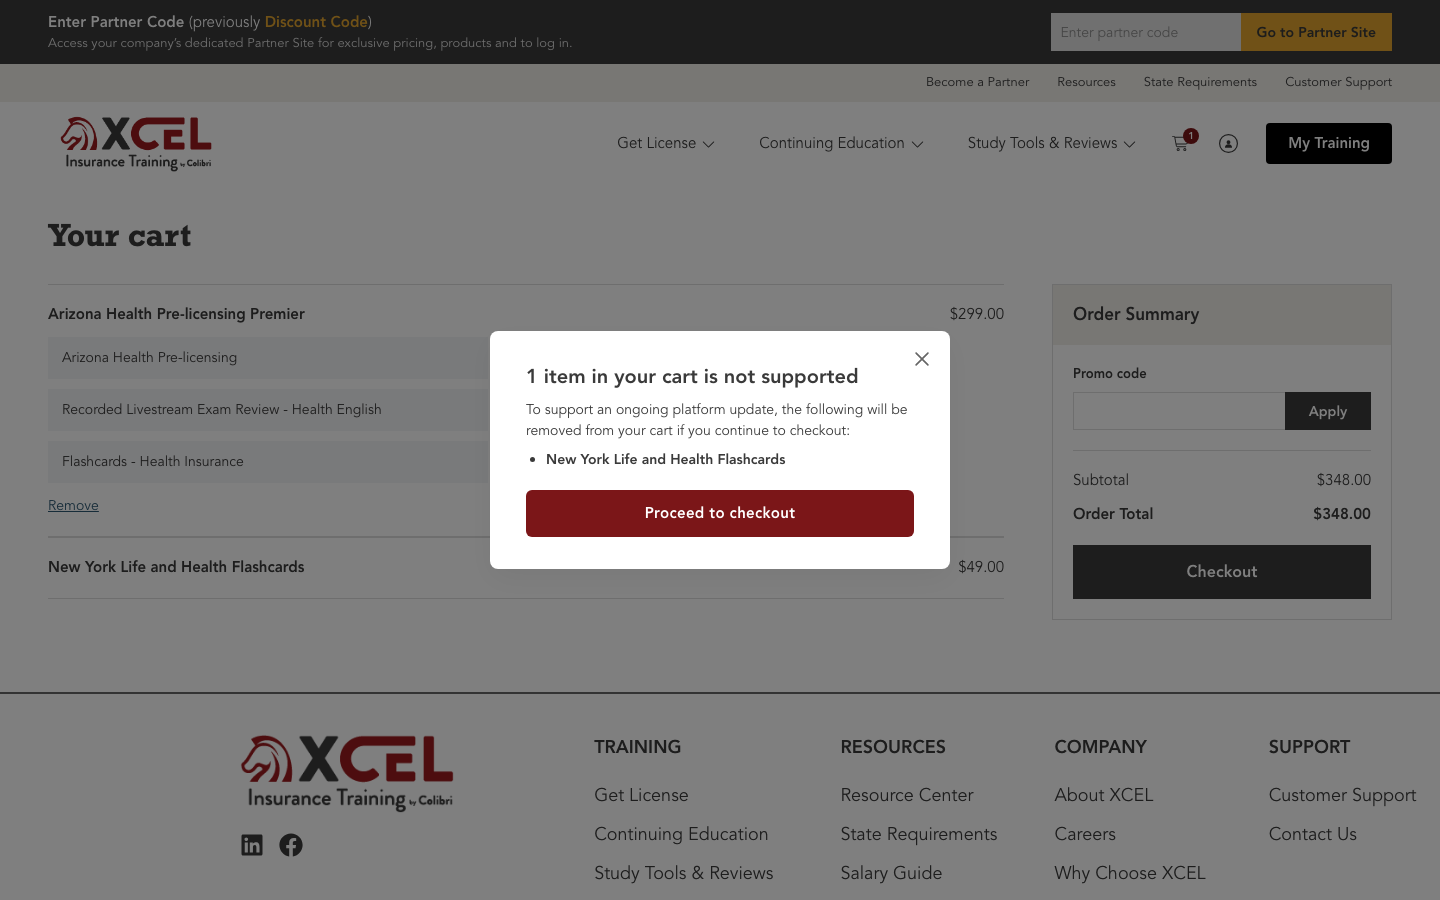 Enter Partner Code (previously Discount Code)
Access your company's dedicated Partner Site for exclusive pricing, products and to log in.
Enter partner code
Go to Partner Site
Become a Partner
Resources
State Requirements
Customer Support
XCEL
Insurance Training by Colibri
Get License
Continuing Education
Study Tools & Reviews
1
My Training
Your cart
Arizona Health Pre-licensing Premier
$299.00
Arizona Health Pre-licensing
Recorded Livestream Exam Review - Health English
Flashcards - Health Insurance
Remove
New York Life and Health Flashcards
$49.00
Order Summary
Promo code
Apply
Subtotal
$348.00
Order Total
$348.00
Checkout
1 item in your cart is not supported
To support an ongoing platform update, the following will be
removed from your cart if you continue to checkout:
New York Life and Health Flashcards
Proceed to checkout
XCEL
Insurance Training by Colibri
TRAINING
Get License
Continuing Education
Study Tools & Reviews
RESOURCES
Resource Center
State Requirements
Salary Guide
COMPANY
About XCEL
Careers
Why Choose XCEL
SUPPORT
Customer Support
Contact Us